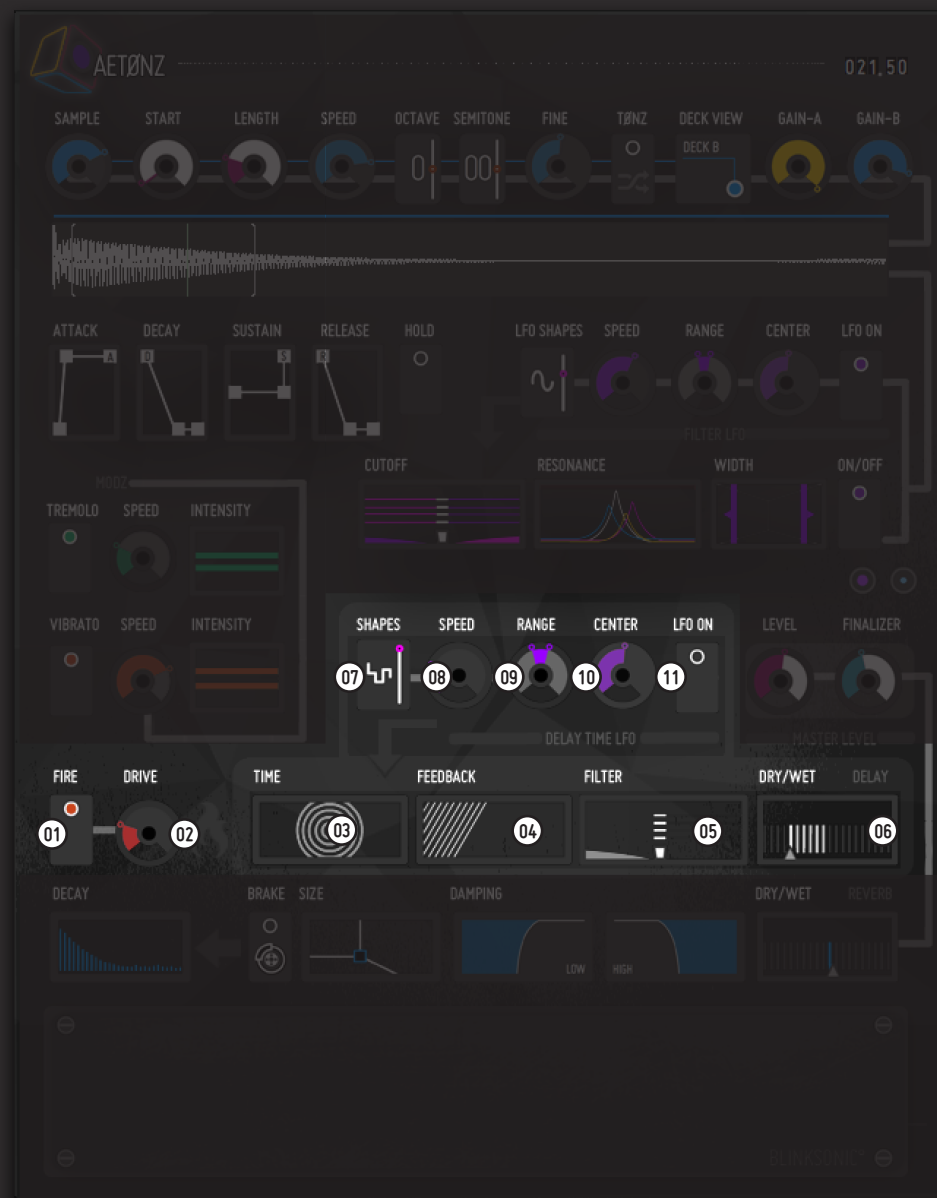 AETØNZ
021.50
SAMPLE START LENGTH SPEED OCTAVE SEMITONE FINE TØNZ DECK VIEW GAIN-A GAIN-B
DECK B
0 00
ATTACK DECAY SUSTAIN RELEASE HOLD LFO SHAPES SPEED RANGE CENTER LFO ON
A D S R
FILTER LFO
CUTOFF RESONANCE WIDTH ON/OFF
MODZ
TREMOLO SPEED INTENSITY
VIBRATO SPEED INTENSITY SHAPES SPEED RANGE CENTER LFO ON LEVEL FINALIZER
07 08 09 10 11
DELAY TIME LFO MASTER LEVEL
FIRE DRIVE TIME FEEDBACK FILTER DRY/WET DELAY
01 02 03 04 05 06
DECAY BRAKE SIZE DAMPING DRY/WET REVERB
LOW HIGH
BLINKSONIC